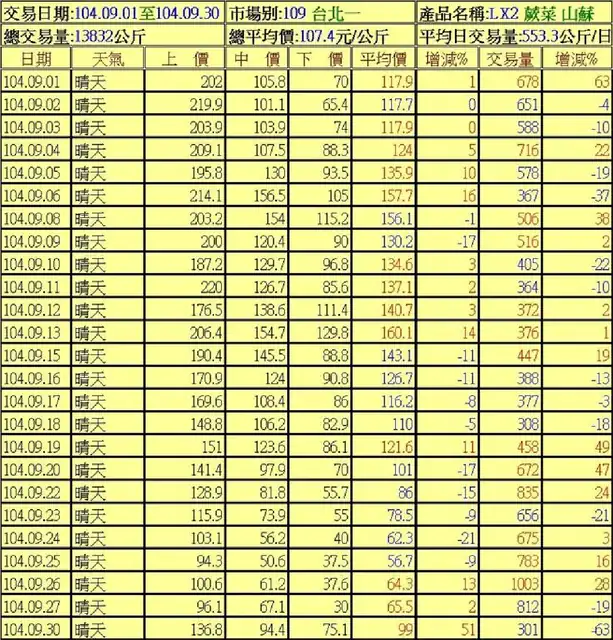 交易日期:104.09.01至104.09.30 市場別:109 台北一 產品名稱:LX2 蕨菜 山蘇
總交易量:13832公斤 總平均價:107.4元/公斤 平均日交易量:553.3公斤/日
日期 天氣 上 價 中 價 下 價 平均價 增減% 交易量 增減%
104.09.01 晴天 202 105.8 70 117.9 1 678 63
104.09.02 晴天 219.9 101.1 65.4 117.7 0 651 -4
104.09.03 晴天 203.9 103.9 74 117.9 0 588 -10
104.09.04 晴天 209.1 107.5 88.3 124 5 716 22
104.09.05 晴天 195.8 130 93.5 135.9 10 578 -19
104.09.06 晴天 214.1 156.5 105 157.7 16 367 -37
104.09.08 晴天 203.2 154 115.2 156.1 -1 506 38
104.09.09 晴天 200 120.4 90 130.2 -17 516 2
104.09.10 晴天 187.2 129.7 96.8 134.6 3 405 -22
104.09.11 晴天 220 126.7 85.6 137.1 2 364 -10
104.09.12 晴天 176.5 138.6 111.4 140.7 3 372 2
104.09.13 晴天 206.4 154.7 129.8 160.1 14 376 1
104.09.15 晴天 190.4 145.5 88.8 143.1 -11 447 19
104.09.16 晴天 170.9 124 90.8 126.7 -11 388 -13
104.09.17 晴天 169.6 108.4 86 116.2 -8 377 -3
104.09.18 晴天 148.8 106.2 82.9 110 -5 308 -18
104.09.19 晴天 151 123.6 86.1 121.6 11 458 49
104.09.20 晴天 141.4 97.9 70 101 -17 672 47
104.09.22 晴天 128.9 81.8 55.7 86 -15 835 24
104.09.23 晴天 115.9 73.9 55 78.5 -9 656 -21
104.09.24 晴天 103.1 56.2 40 62.3 -21 675 3
104.09.25 晴天 94.3 50.6 37.5 56.7 -9 783 16
104.09.26 晴天 100.6 61.2 37.6 64.3 13 1003 28
104.09.27 晴天 96.1 67.1 30 65.5 2 812 -19
104.09.30 晴天 136.8 94.4 75.1 99 51 301 -63